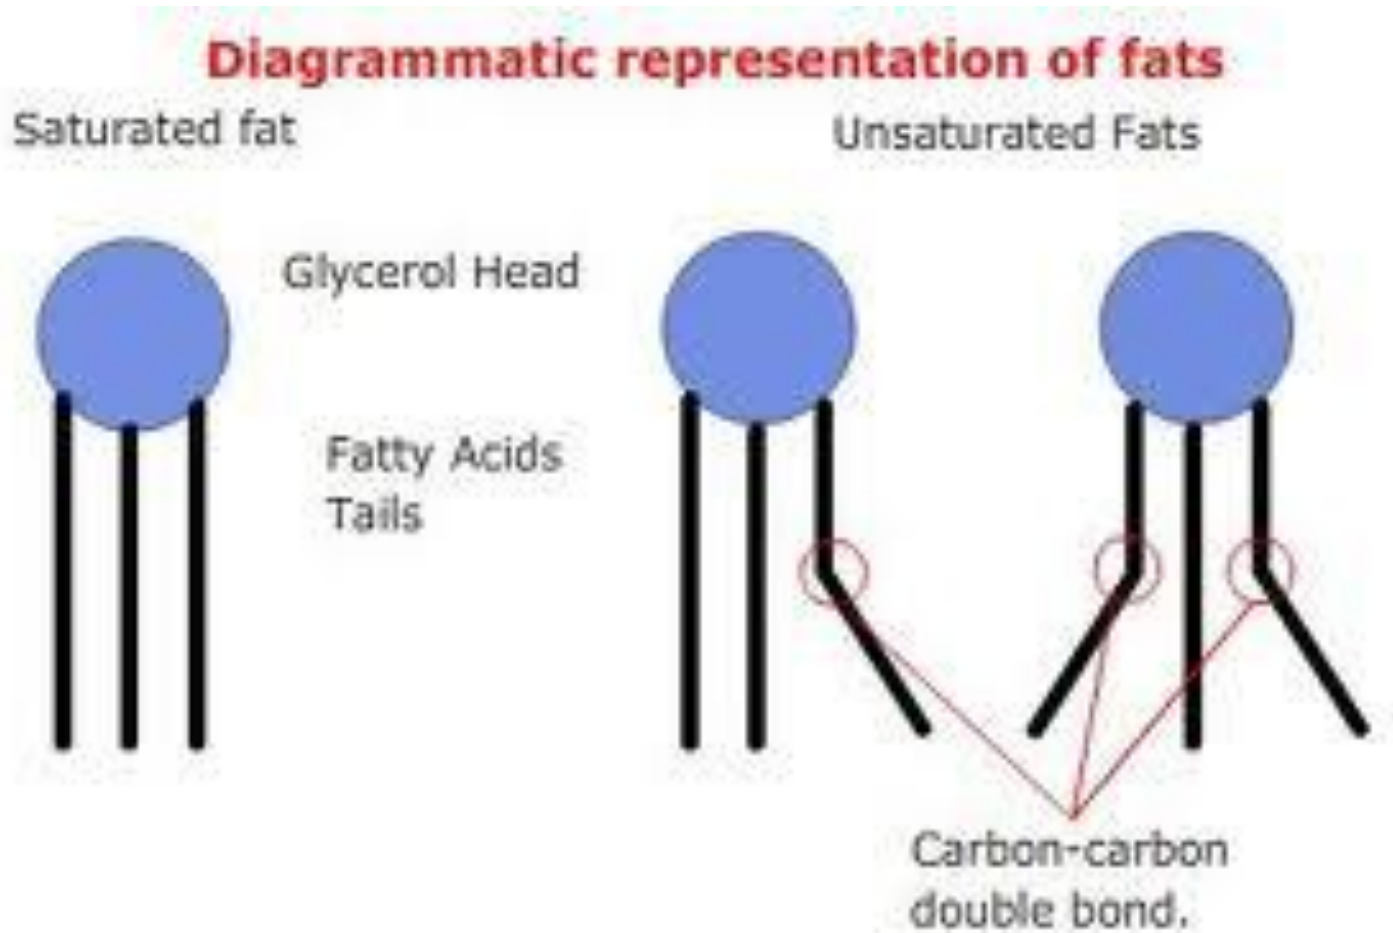 Diagrammatic representation of fats
Saturated fat
Unsaturated Fats
Glycerol Head
Fatty Acids
Tails
Carbon-carbon
double bond.